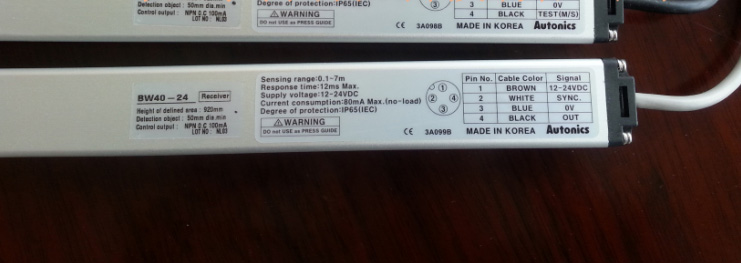 Detection object : 50mm dia.min
Control output : NPN O.C 100mA
LOT NO : NL03
Degree of protection:IP65(IEC)
WARNING
DO not USE as PRESS GUIDE
③
3 BLUE 0V
4 BLACK TEST(M/S)
CE 3A098B MADE IN KOREA Autonics
BW40-24 Receiver
Height of defined area : 920mm
Detection object : 50mm dia.min
Control output : NPN O.C 100mA
LOT NO : NL03
Sensing range:0.1~7m
Response time:12ms Max.
Supply voltage:12-24VDC
Current consumption:80mA Max.(no-load)
Degree of protection:IP65(IEC)
WARNING
DO not USE as PRESS GUIDE
①
② ④
③
Pin No. Cable Color Signal
1 BROWN 12-24VDC
2 WHITE SYNC.
3 BLUE 0V
4 BLACK OUT
CE 3A099B MADE IN KOREA Autonics